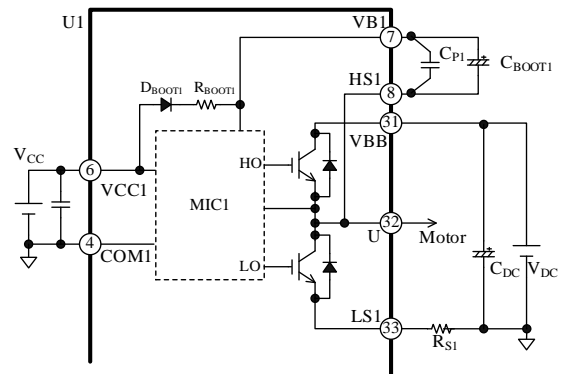 U1
VB1
7
CP1
CBOOT1
HS1
8
DBOOT1
RBOOT1
31
VBB
VCC
6
VCC1
HO
MIC1
32
U
Motor
4
COM1
LO
CDC
VDC
LS1
33
RS1